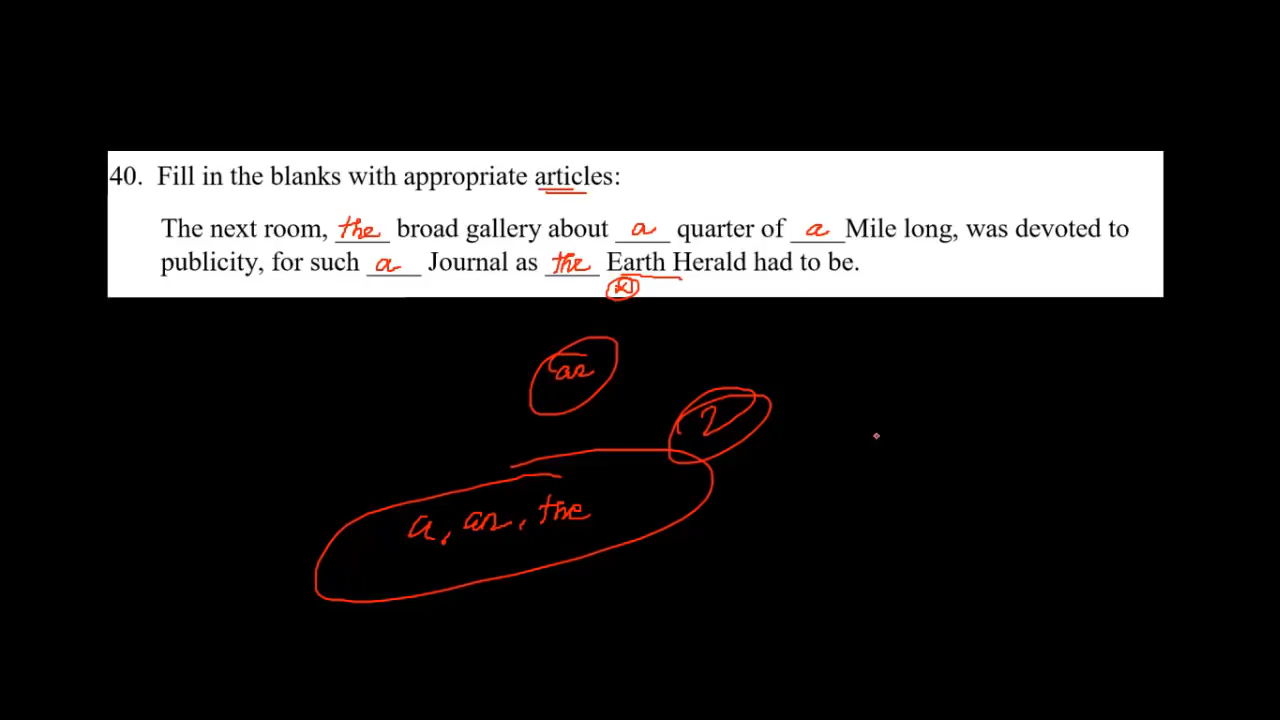 40. Fill in the blanks with appropriate articles:
The next room, the broad gallery about a quarter of a Mile long, was devoted to
publicity, for such a Journal as the Earth Herald had to be.
an
2
a, an, the